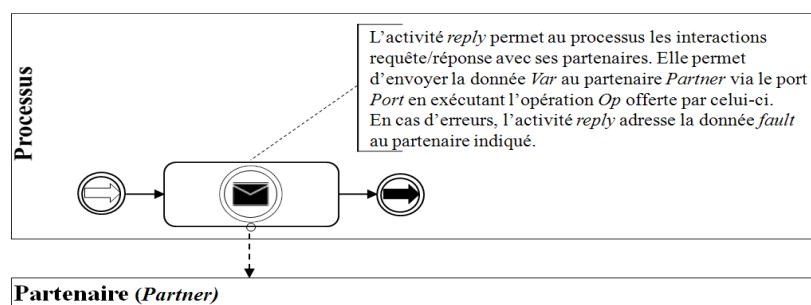 L'activité reply permet au processus les interactions
requête/réponse avec ses partenaires. Elle permet
d'envoyer la donnée Var au partenaire Partner via le port
Port en exécutant l'opération Op offerte par celui-ci.
En cas d'erreurs, l'activité reply adresse la donnée fault
au partenaire indiqué.
Processus
Partenaire (Partner)